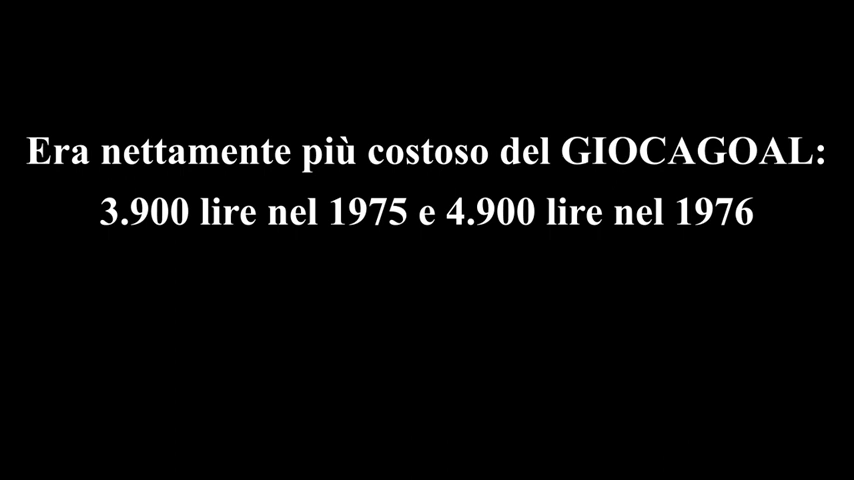 Era nettamente più costoso del GIOCAGOAL:
3.900 lire nel 1975 e 4.900 lire nel 1976